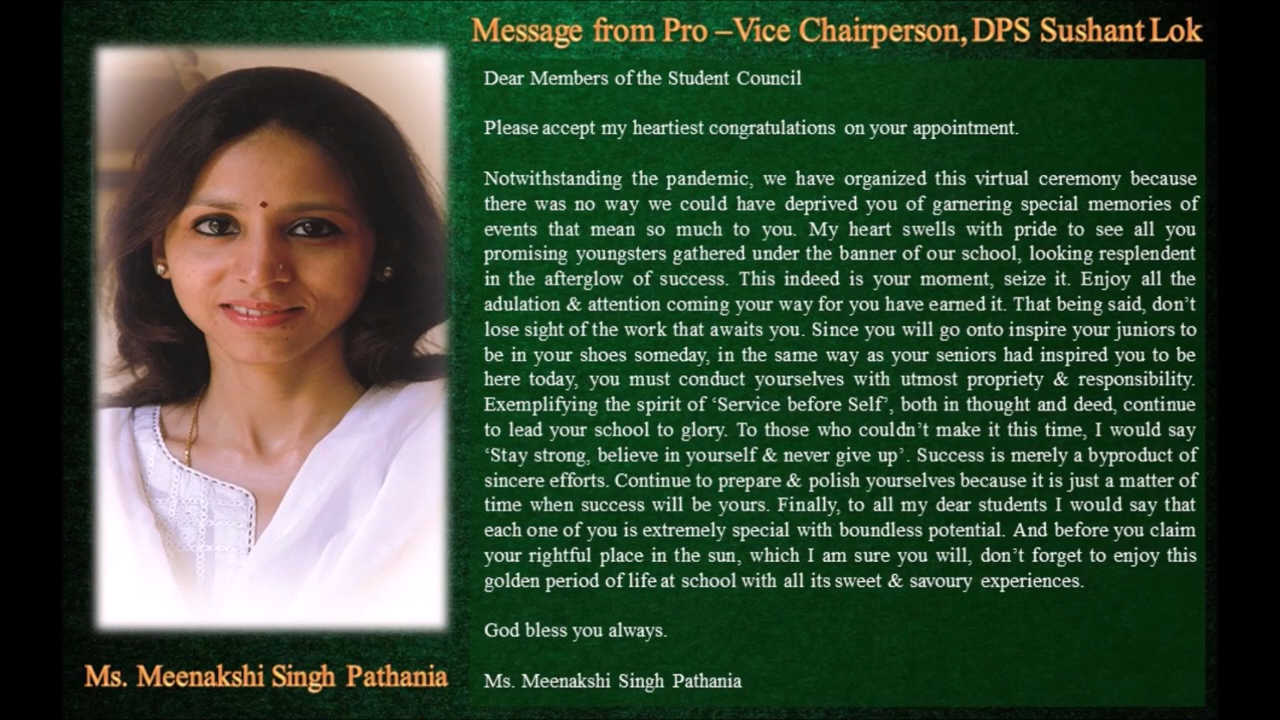 Message from Pro –Vice Chairperson, DPS Sushant Lok
Dear Members of the Student Council
Please accept my heartiest congratulations on your appointment.
Notwithstanding the pandemic, we have organized this virtual ceremony because
there was no way we could have deprived you of garnering special memories of
events that mean so much to you. My heart swells with pride to see all you
promising youngsters gathered under the banner of our school, looking resplendent
in the afterglow of success. This indeed is your moment, seize it. Enjoy all the
adulation & attention coming your way for you have earned it. That being said, don’t
lose sight of the work that awaits you. Since you will go onto inspire your juniors to
be in your shoes someday, in the same way as your seniors had inspired you to be
here today, you must conduct yourselves with utmost propriety & responsibility.
Exemplifying the spirit of ‘Service before Self’, both in thought and deed, continue
to lead your school to glory. To those who couldn’t make it this time, I would say
‘Stay strong, believe in yourself & never give up’. Success is merely a byproduct of
sincere efforts. Continue to prepare & polish yourselves because it is just a matter of
time when success will be yours. Finally, to all my dear students I would say that
each one of you is extremely special with boundless potential. And before you claim
your rightful place in the sun, which I am sure you will, don’t forget to enjoy this
golden period of life at school with all its sweet & savoury experiences.
God bless you always.
Ms. Meenakshi Singh Pathania
Ms. Meenakshi Singh Pathania